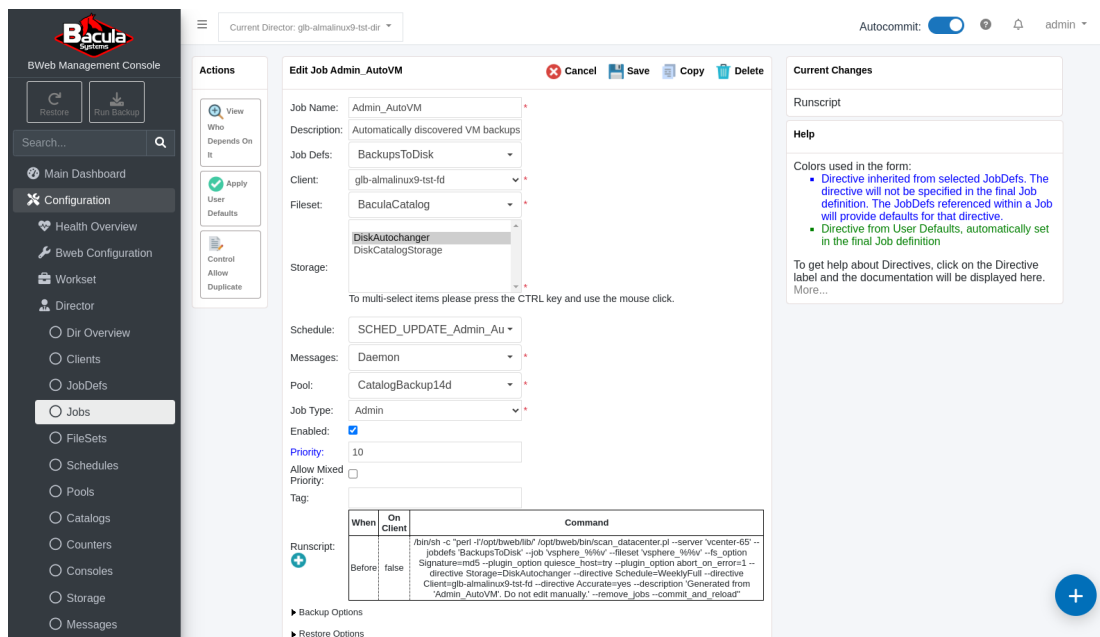 Bacula
Systems
BWeb Management Console
Restore
Run Backup
Search...
Main Dashboard
Configuration
Health Overview
Bweb Configuration
Workset
Director
Dir Overview
Clients
JobDefs
Jobs
FileSets
Schedules
Pools
Catalogs
Counters
Consoles
Storage
Messages
Current Director: glb-almalinux9-tst-dir
Autocommit:
admin
Actions
View
Who
Depends On
It
Apply
User
Defaults
Control
Allow
Duplicate
Edit Job Admin_AutoVM
Cancel
Save
Copy
Delete
Job Name: Admin_AutoVM *
Description: Automatically discovered VM backups
Job Defs: BackupsToDisk
Client: glb-almalinux9-tst-fd *
Fileset: BaculaCatalog *
Storage:
DiskAutochanger
DiskCatalogStorage
*
To multi-select items please press the CTRL key and use the mouse click.
Schedule: SCHED_UPDATE_Admin_Au
Messages: Daemon *
Pool: CatalogBackup14d *
Job Type: Admin *
Enabled:
Priority: 10
Allow Mixed
Priority:
Tag:
Runscript:
When On Client Command
Before false
/bin/sh -c "perl -I'/opt/bweb/lib/' /opt/bweb/bin/scan_datacenter.pl --server 'vcenter-65' --
jobdefs 'BackupsToDisk' --job 'vsphere_%%v' --fileset 'vsphere_%%v' --fs_option
Signature=md5 --plugin_option quiesce_host=try --plugin_option abort_on_error=1 --
directive Storage=DiskAutochanger --directive Schedule=WeeklyFull --directive
Client=glb-almalinux9-tst-fd --directive Accurate=yes --description 'Generated from
'Admin_AutoVM'. Do not edit manually.' --remove_jobs --commit_and_reload"
Backup Options
Restore Options
Current Changes
Runscript
Help
Colors used in the form:
Directive inherited from selected JobDefs. The
directive will not be specified in the final Job
definition. The JobDefs referenced within a Job
will provide defaults for that directive.
Directive from User Defaults, automatically set
in the final Job definition
To get help about Directives, click on the Directive
label and the documentation will be displayed here.
More...